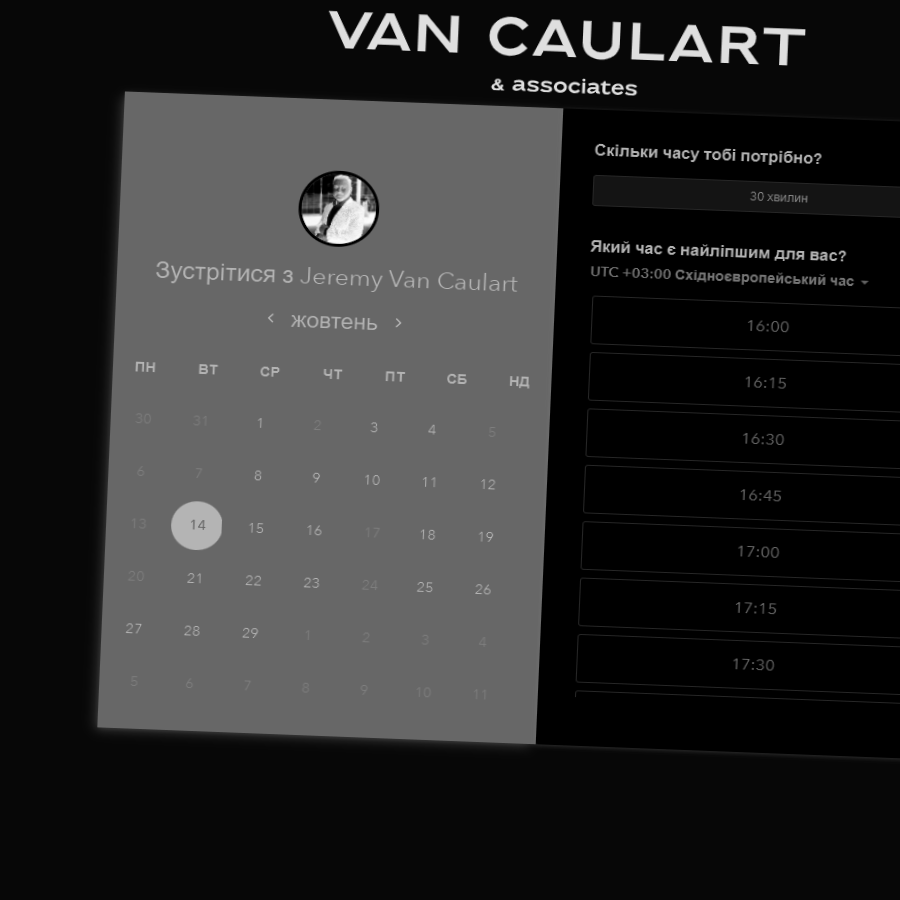 VAN CAULART
& associates
Зустрітися з Jeremy Van Caulart
жовтень
ПН ВТ СР ЧТ ПТ СБ НД
30 31 1 2 3 4 5
6 7 8 9 10 11 12
13 14 15 16 17 18 19
20 21 22 23 24 25 26
27 28 29 1 2 3 4
5 6 7 8 9 10 11
Скільки часу тобі потрібно?
30 хвилин
Який час є найліпшим для вас?
UTC +03:00 Східноєвропейський час
16:00
16:15
16:30
16:45
17:00
17:15
17:30